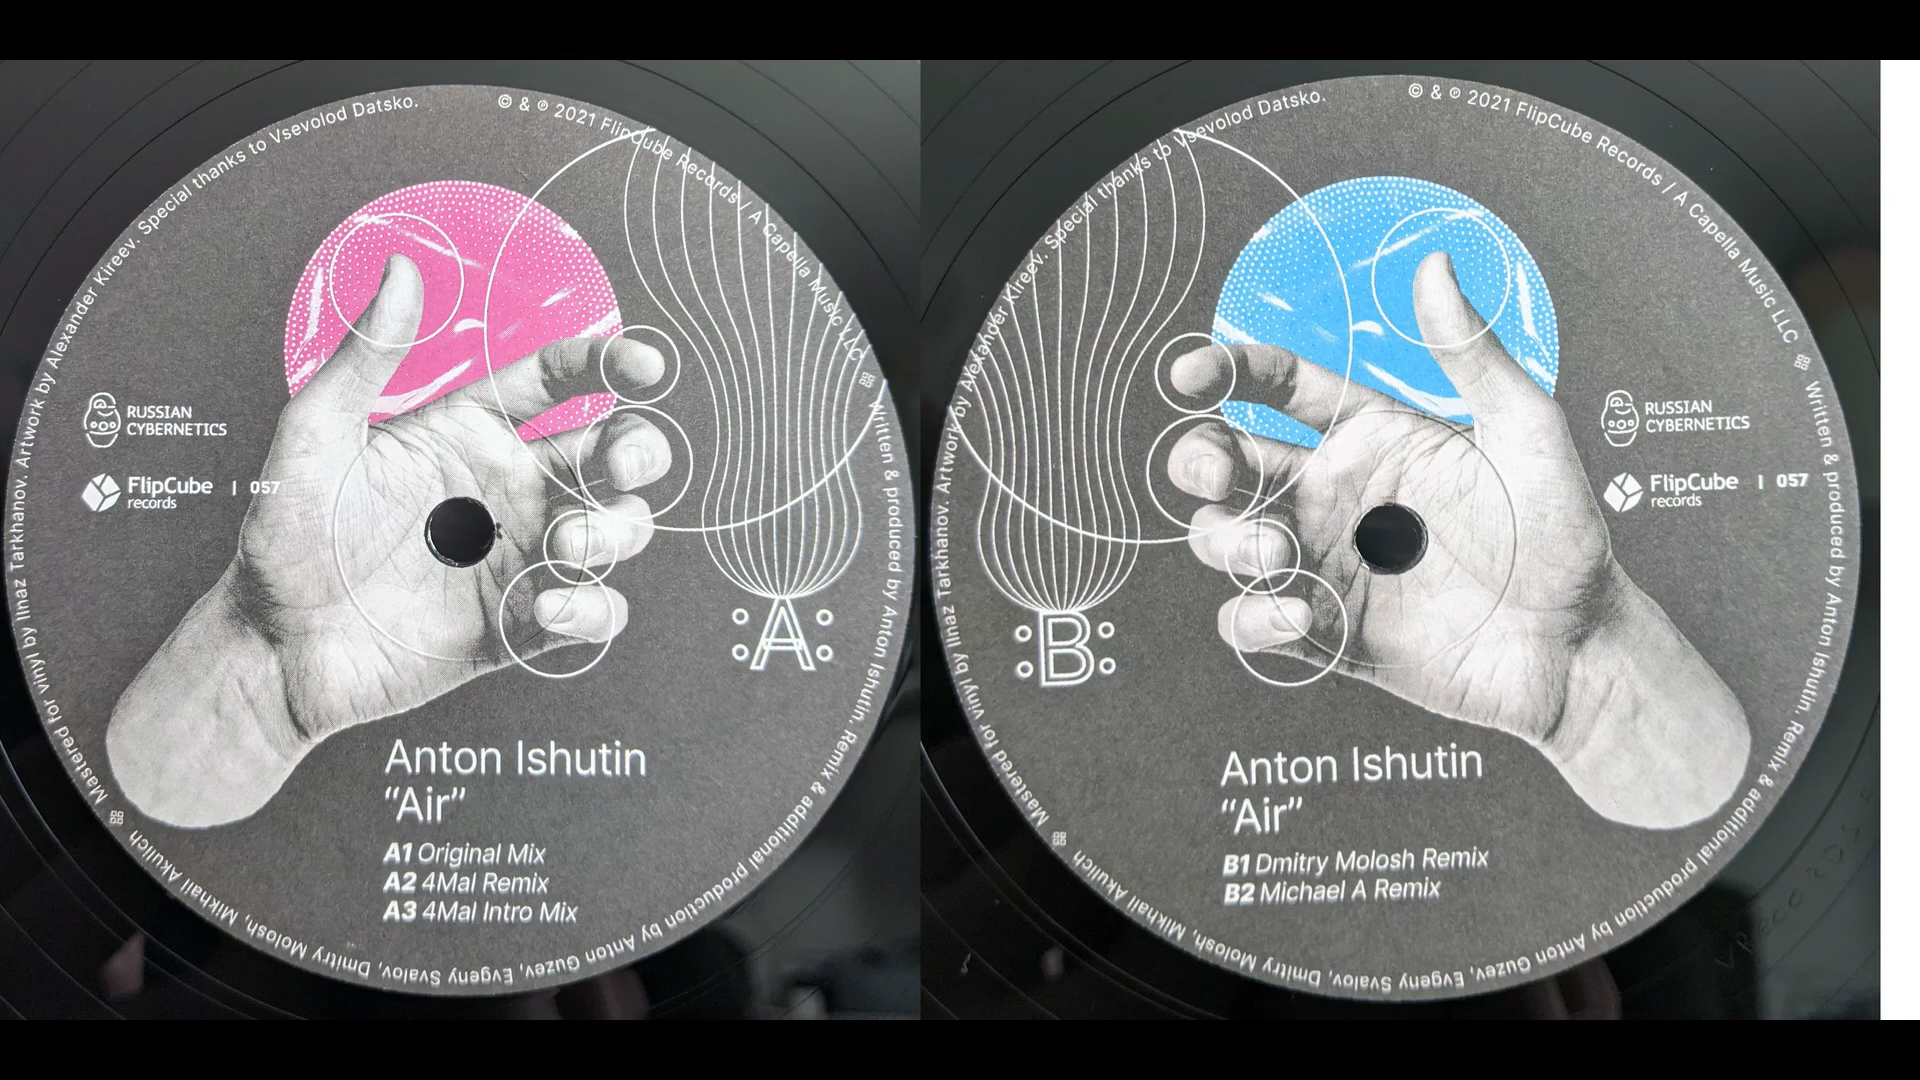 © & ℗ 2021 FlipCube Records / A Capella Music LLC
Written & produced by Anton Ishutin. Remix & additional production by Anton Guzev, Evgeny Svalov, Dmitry Molosh, Mikhail Akulich
Mastered for vinyl by Ilnaz Tarkhanov. Artwork by Alexander Kireev. Special thanks to Vsevolod Datsko.
RUSSIAN
CYBERNETICS
FlipCube | 057
records
A
Anton Ishutin
“Air”
A1 Original Mix
A2 4Mal Remix
A3 4Mal Intro Mix
© & ℗ 2021 FlipCube Records / A Capella Music LLC
Written & produced by Anton Ishutin. Remix & additional production by Anton Guzev, Evgeny Svalov, Dmitry Molosh, Mikhail Akulich
Mastered for vinyl by Ilnaz Tarkhanov. Artwork by Alexander Kireev. Special thanks to Vsevolod Datsko.
RUSSIAN
CYBERNETICS
FlipCube | 057
records
B
Anton Ishutin
“Air”
B1 Dmitry Molosh Remix
B2 Michael A Remix